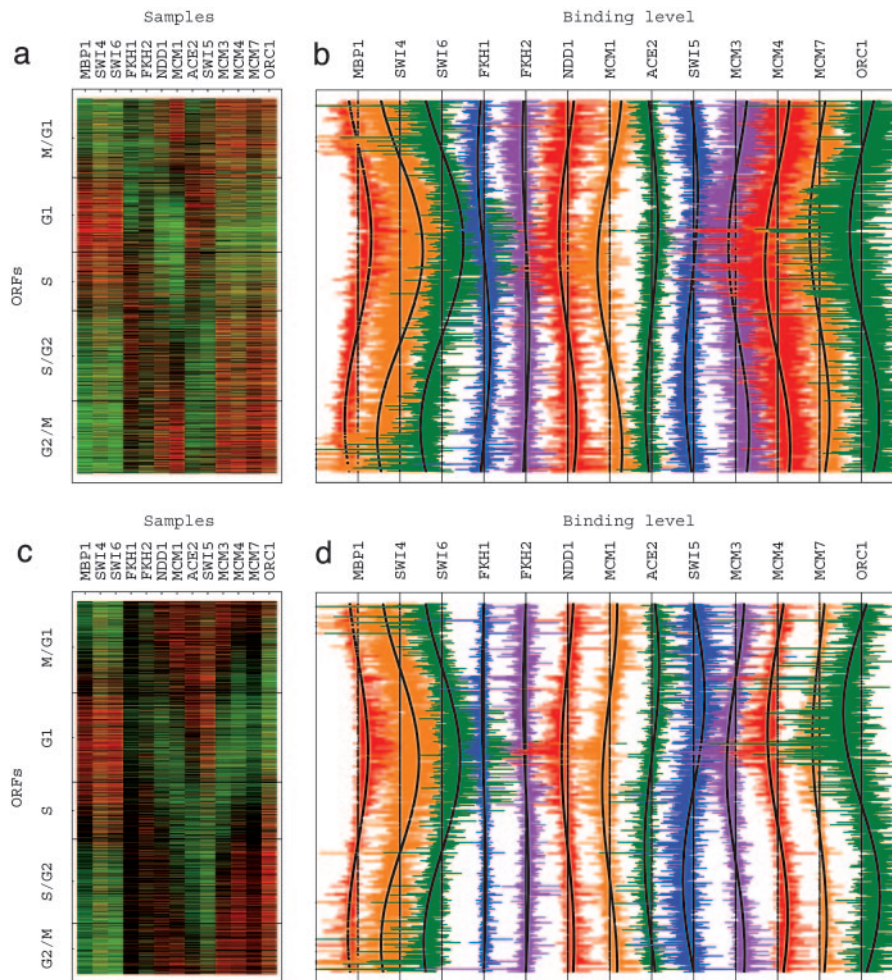 Samples
Binding level
a
MBP1
SWI4
SWI6
FKH1
FKH2
NDD1
MCM1
ACE2
SWI5
MCM3
MCM4
MCM7
ORC1
b
MBP1
SWI4
SWI6
FKH1
FKH2
NDD1
MCM1
ACE2
SWI5
MCM3
MCM4
MCM7
ORC1
ORFs
M/G1
G1
S
S/G2
G2/M
Samples
Binding level
c
MBP1
SWI4
SWI6
FKH1
FKH2
NDD1
MCM1
ACE2
SWI5
MCM3
MCM4
MCM7
ORC1
d
MBP1
SWI4
SWI6
FKH1
FKH2
NDD1
MCM1
ACE2
SWI5
MCM3
MCM4
MCM7
ORC1
ORFs
M/G1
G1
S
S/G2
G2/M